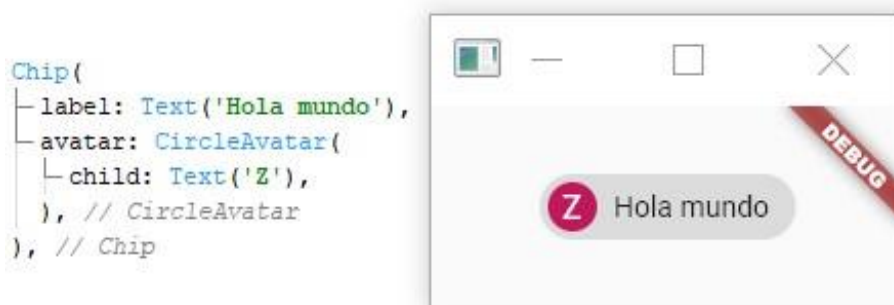 Chip(
label: Text('Hola mundo'),
avatar: CircleAvatar(
child: Text('Z'),
), // CircleAvatar
), // Chip
DEBUG
Z Hola mundo